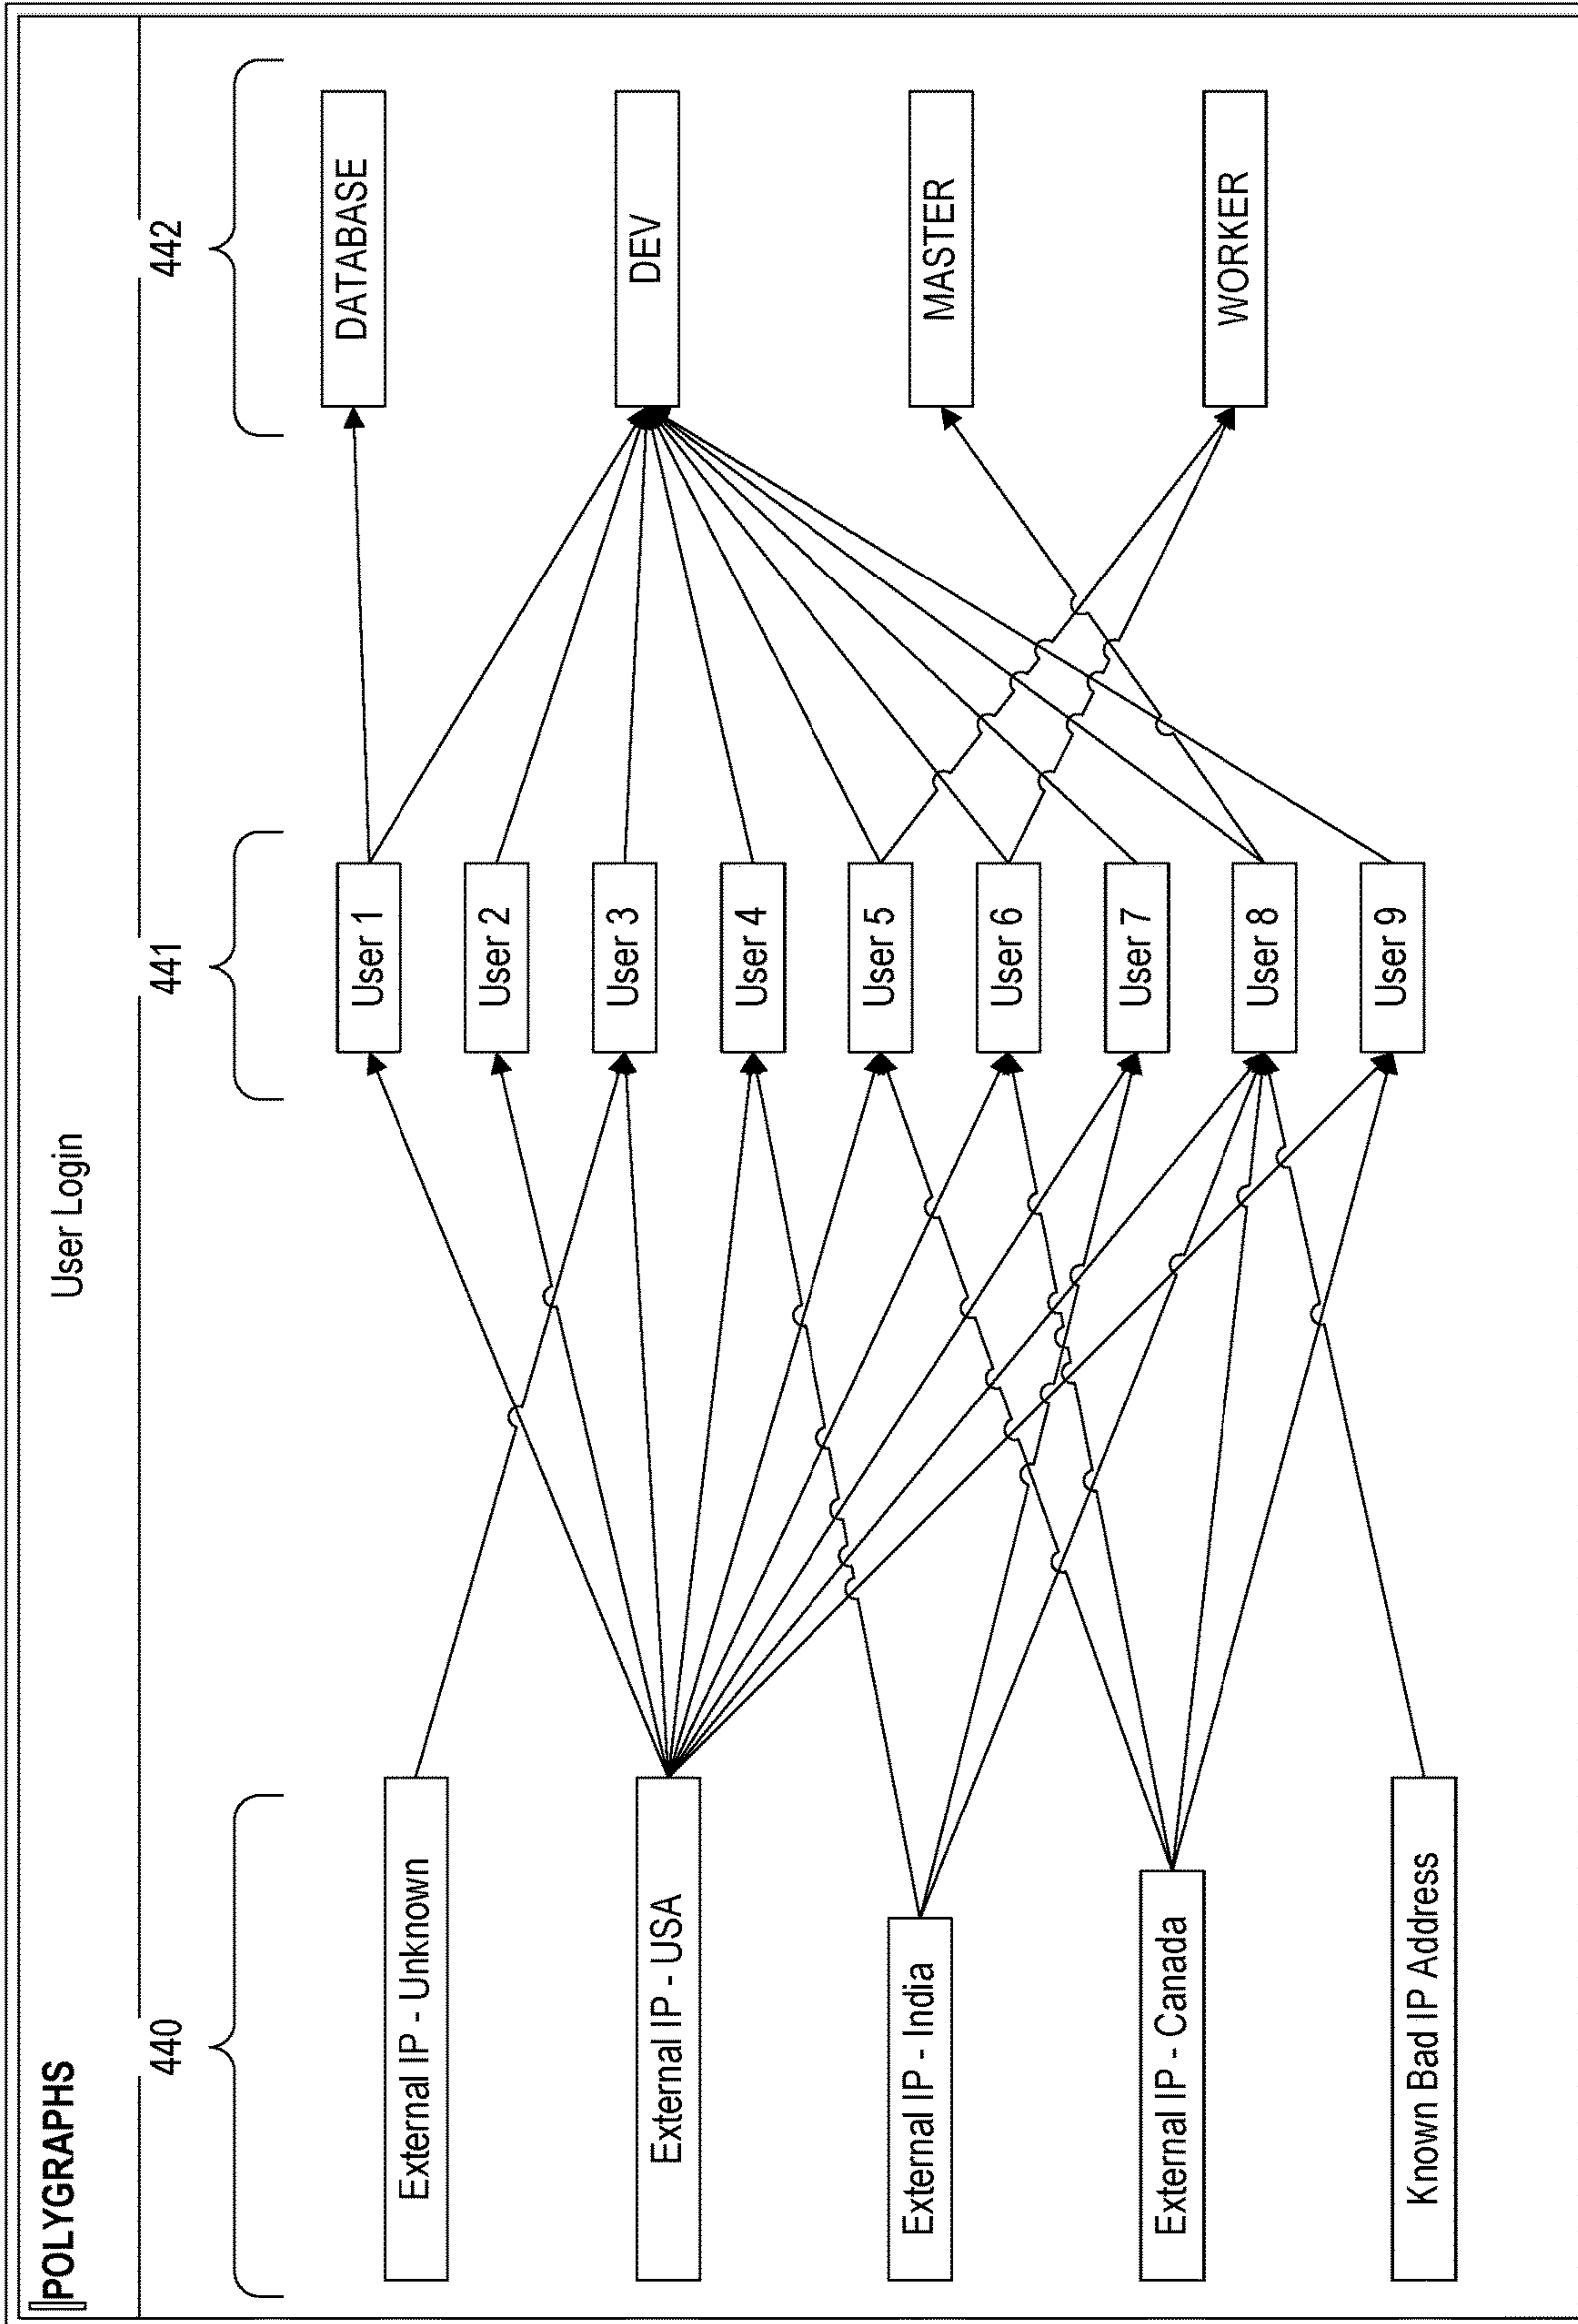 POLYGRAPHS
User Login
440
441
442
External IP - Unknown
External IP - USA
External IP - India
External IP - Canada
Known Bad IP Address
User 1
User 2
User 3
User 4
User 5
User 6
User 7
User 8
User 9
DATABASE
DEV
MASTER
WORKER